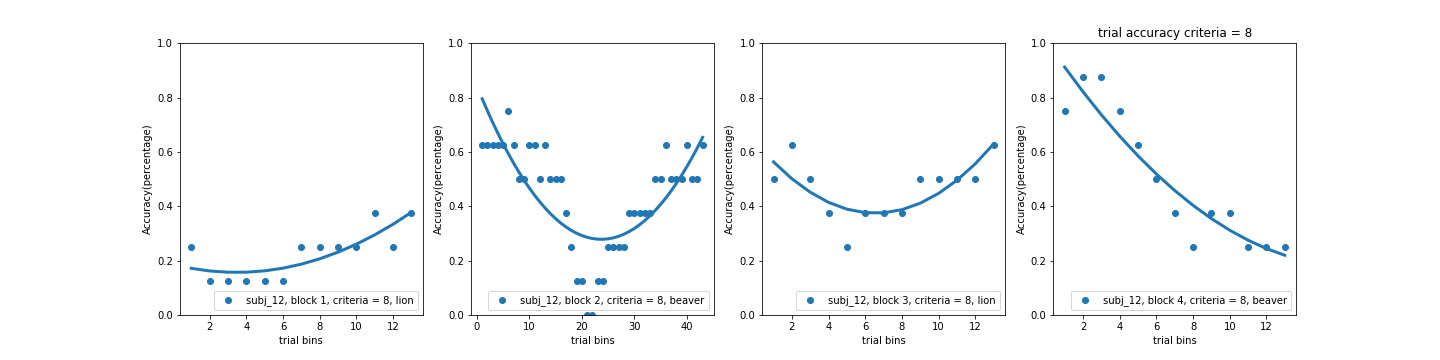 trial accuracy criteria = 8
1.0
0.8
0.6
0.4
0.2
0.0
Accuracy(percentage)
2 4 6 8 10 12
trial bins
subj_12, block 1, criteria = 8, lion
1.0
0.8
0.6
0.4
0.2
0.0
Accuracy(percentage)
0 10 20 30 40
trial bins
subj_12, block 2, criteria = 8, beaver
1.0
0.8
0.6
0.4
0.2
0.0
Accuracy(percentage)
2 4 6 8 10 12
trial bins
subj_12, block 3, criteria = 8, lion
1.0
0.8
0.6
0.4
0.2
0.0
Accuracy(percentage)
2 4 6 8 10 12
trial bins
subj_12, block 4, criteria = 8, beaver